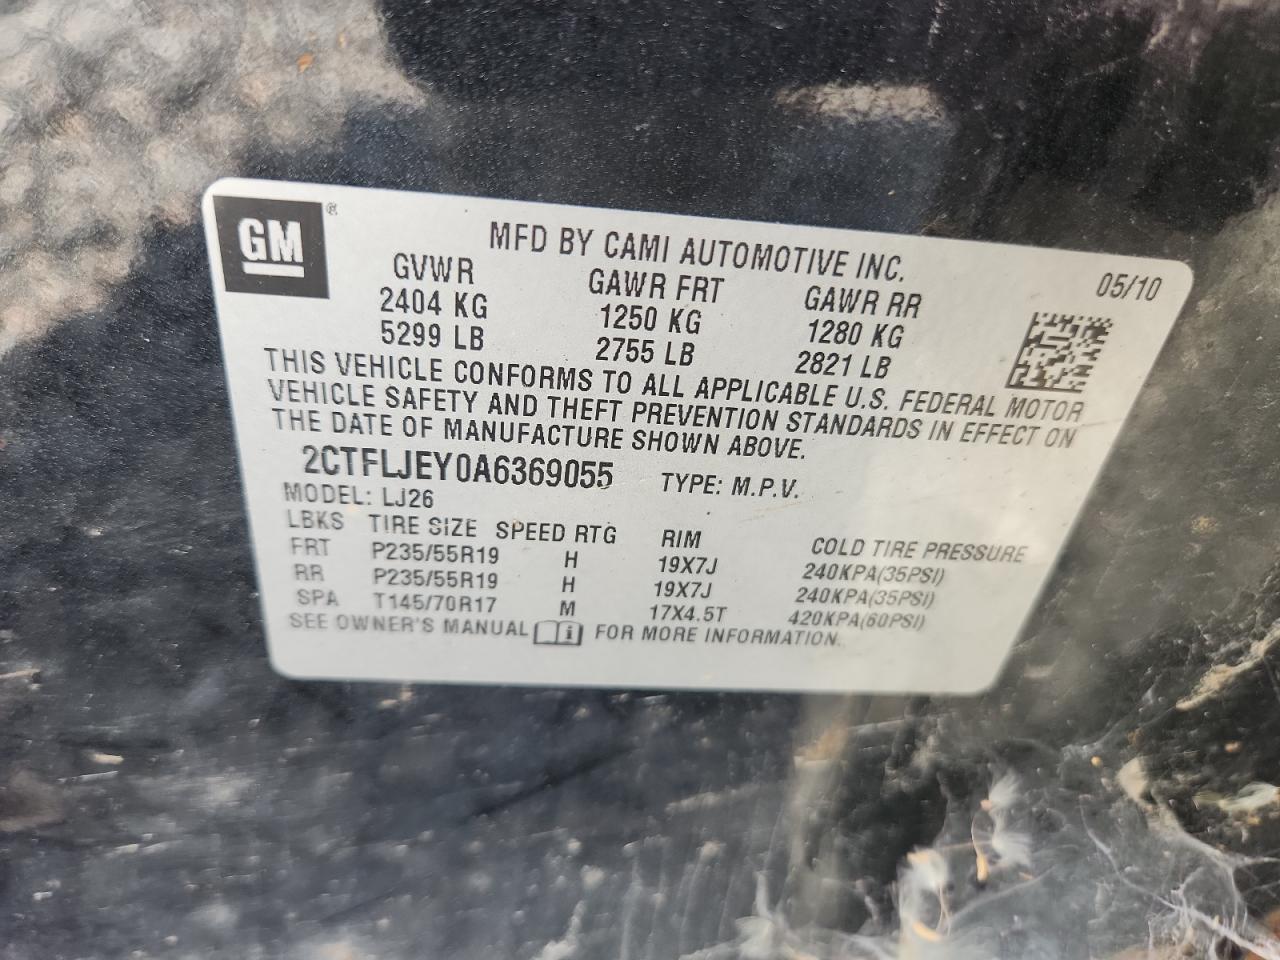 GM ®
MFD BY CAMI AUTOMOTIVE INC.
05/10
GVWR GAWR FRT GAWR RR
2404 KG 1250 KG 1280 KG
5299 LB 2755 LB 2821 LB
THIS VEHICLE CONFORMS TO ALL APPLICABLE U.S. FEDERAL MOTOR
VEHICLE SAFETY AND THEFT PREVENTION STANDARDS IN EFFECT ON
THE DATE OF MANUFACTURE SHOWN ABOVE.
2CTFLJEY0A6369055 TYPE: M.P.V.
MODEL: LJ26
LBKS TIRE SIZE SPEED RTG RIM COLD TIRE PRESSURE
FRT P235/55R19 H 19X7J 240KPA(35PSI)
RR P235/55R19 H 19X7J 240KPA(35PSI)
SPA T145/70R17 M 17X4.5T 420KPA(60PSI)
SEE OWNER'S MANUAL FOR MORE INFORMATION.